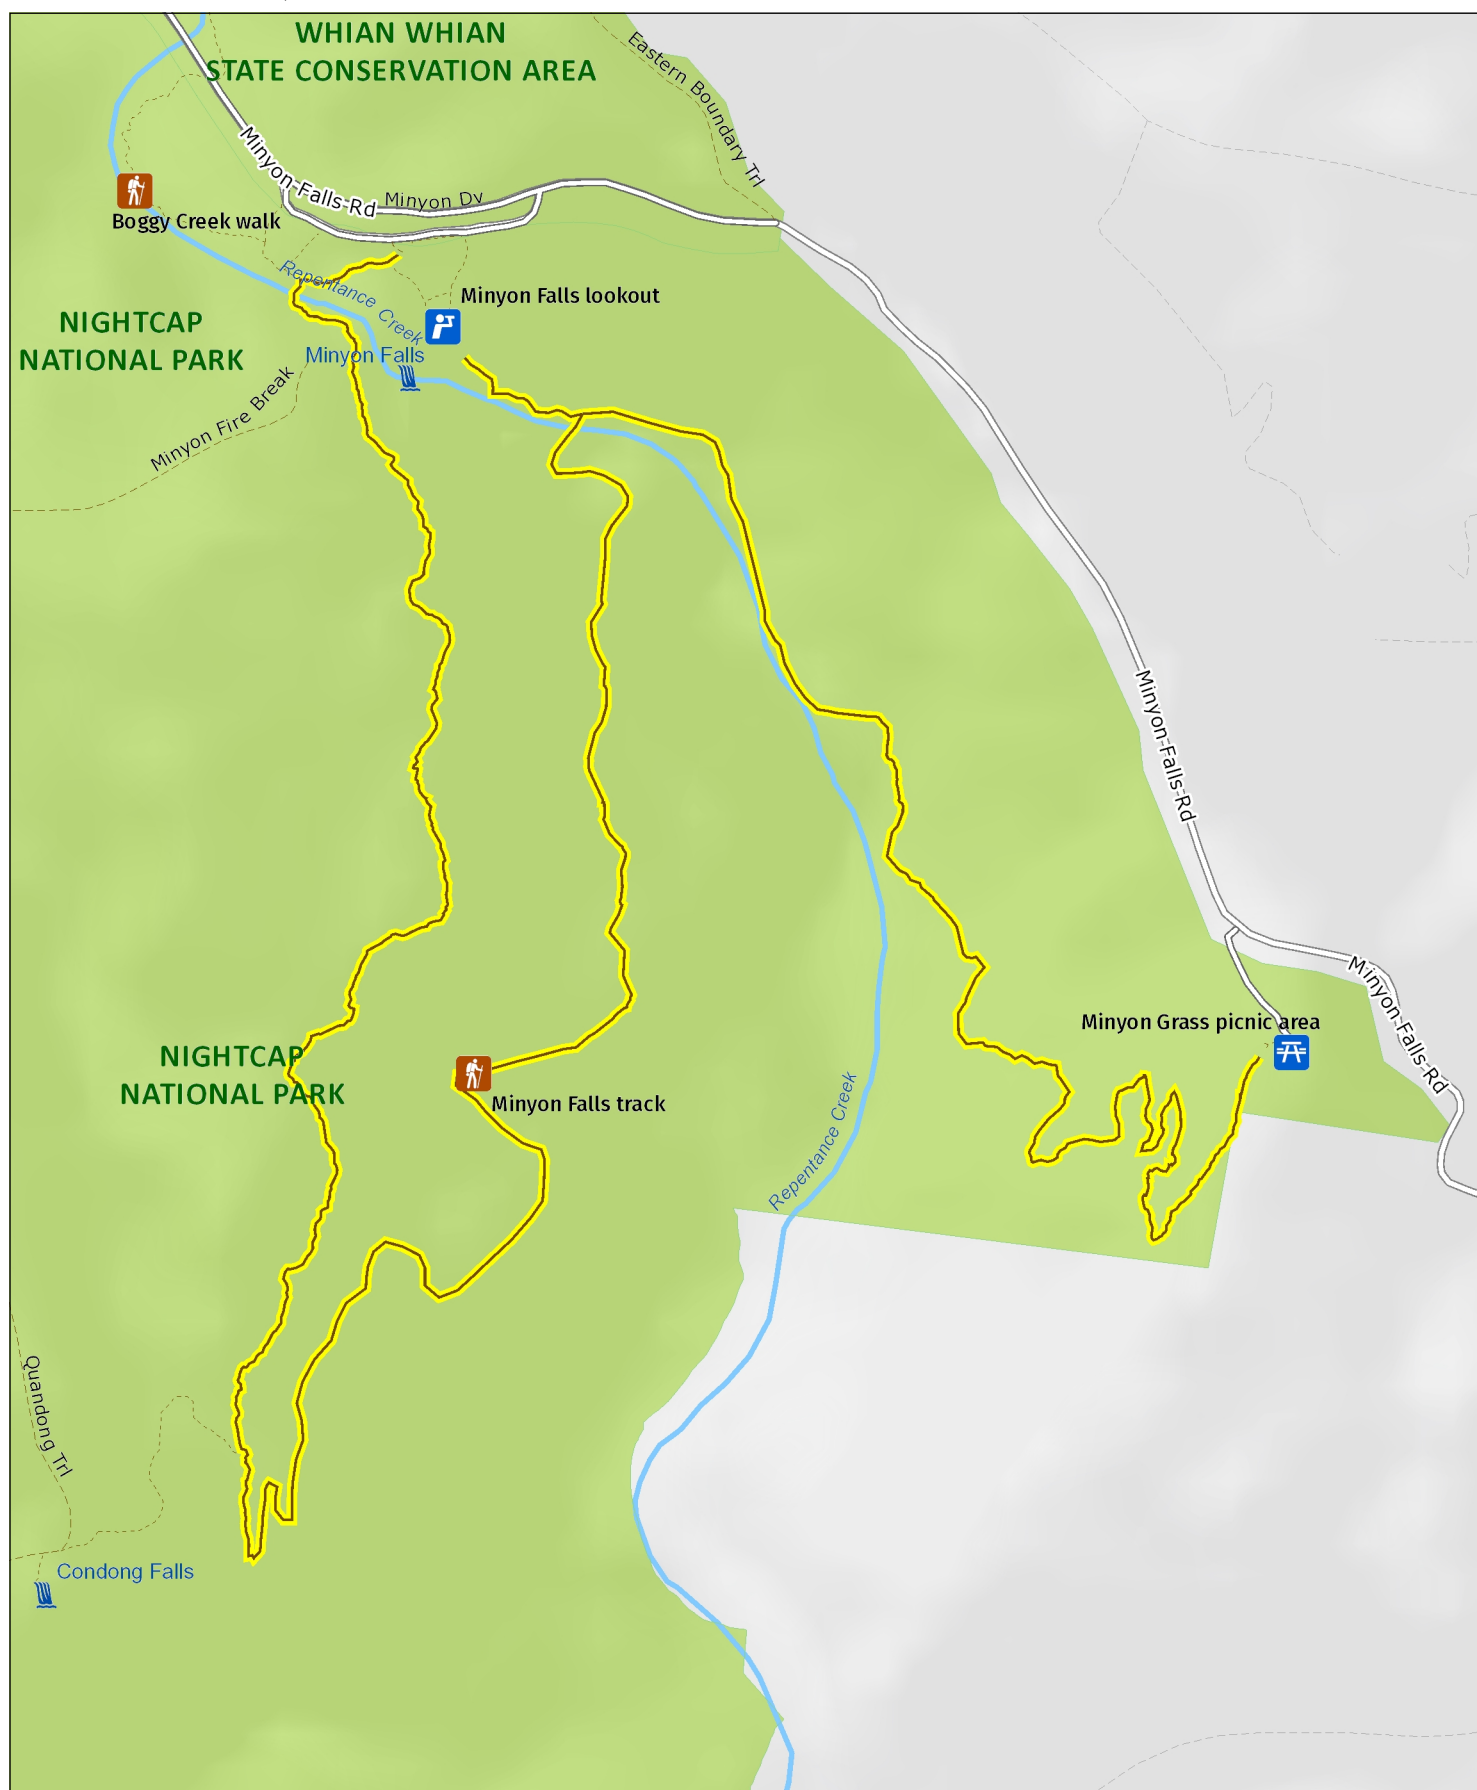 WHIAN WHIAN
STATE CONSERVATION AREA
Eastern Boundary Trl
Minyon-Falls-Rd
Minyon Dv
Boggy Creek walk
Repentance Creek
Minyon Falls lookout
NIGHTCAP
NATIONAL PARK
Minyon Falls
Minyon Fire Break
Minyon-Falls-Rd
Minyon-Falls-Rd
Minyon Grass picnic area
NIGHTCAP
NATIONAL PARK
Minyon Falls track
Repentance Creek
Quandong Trl
Condong Falls